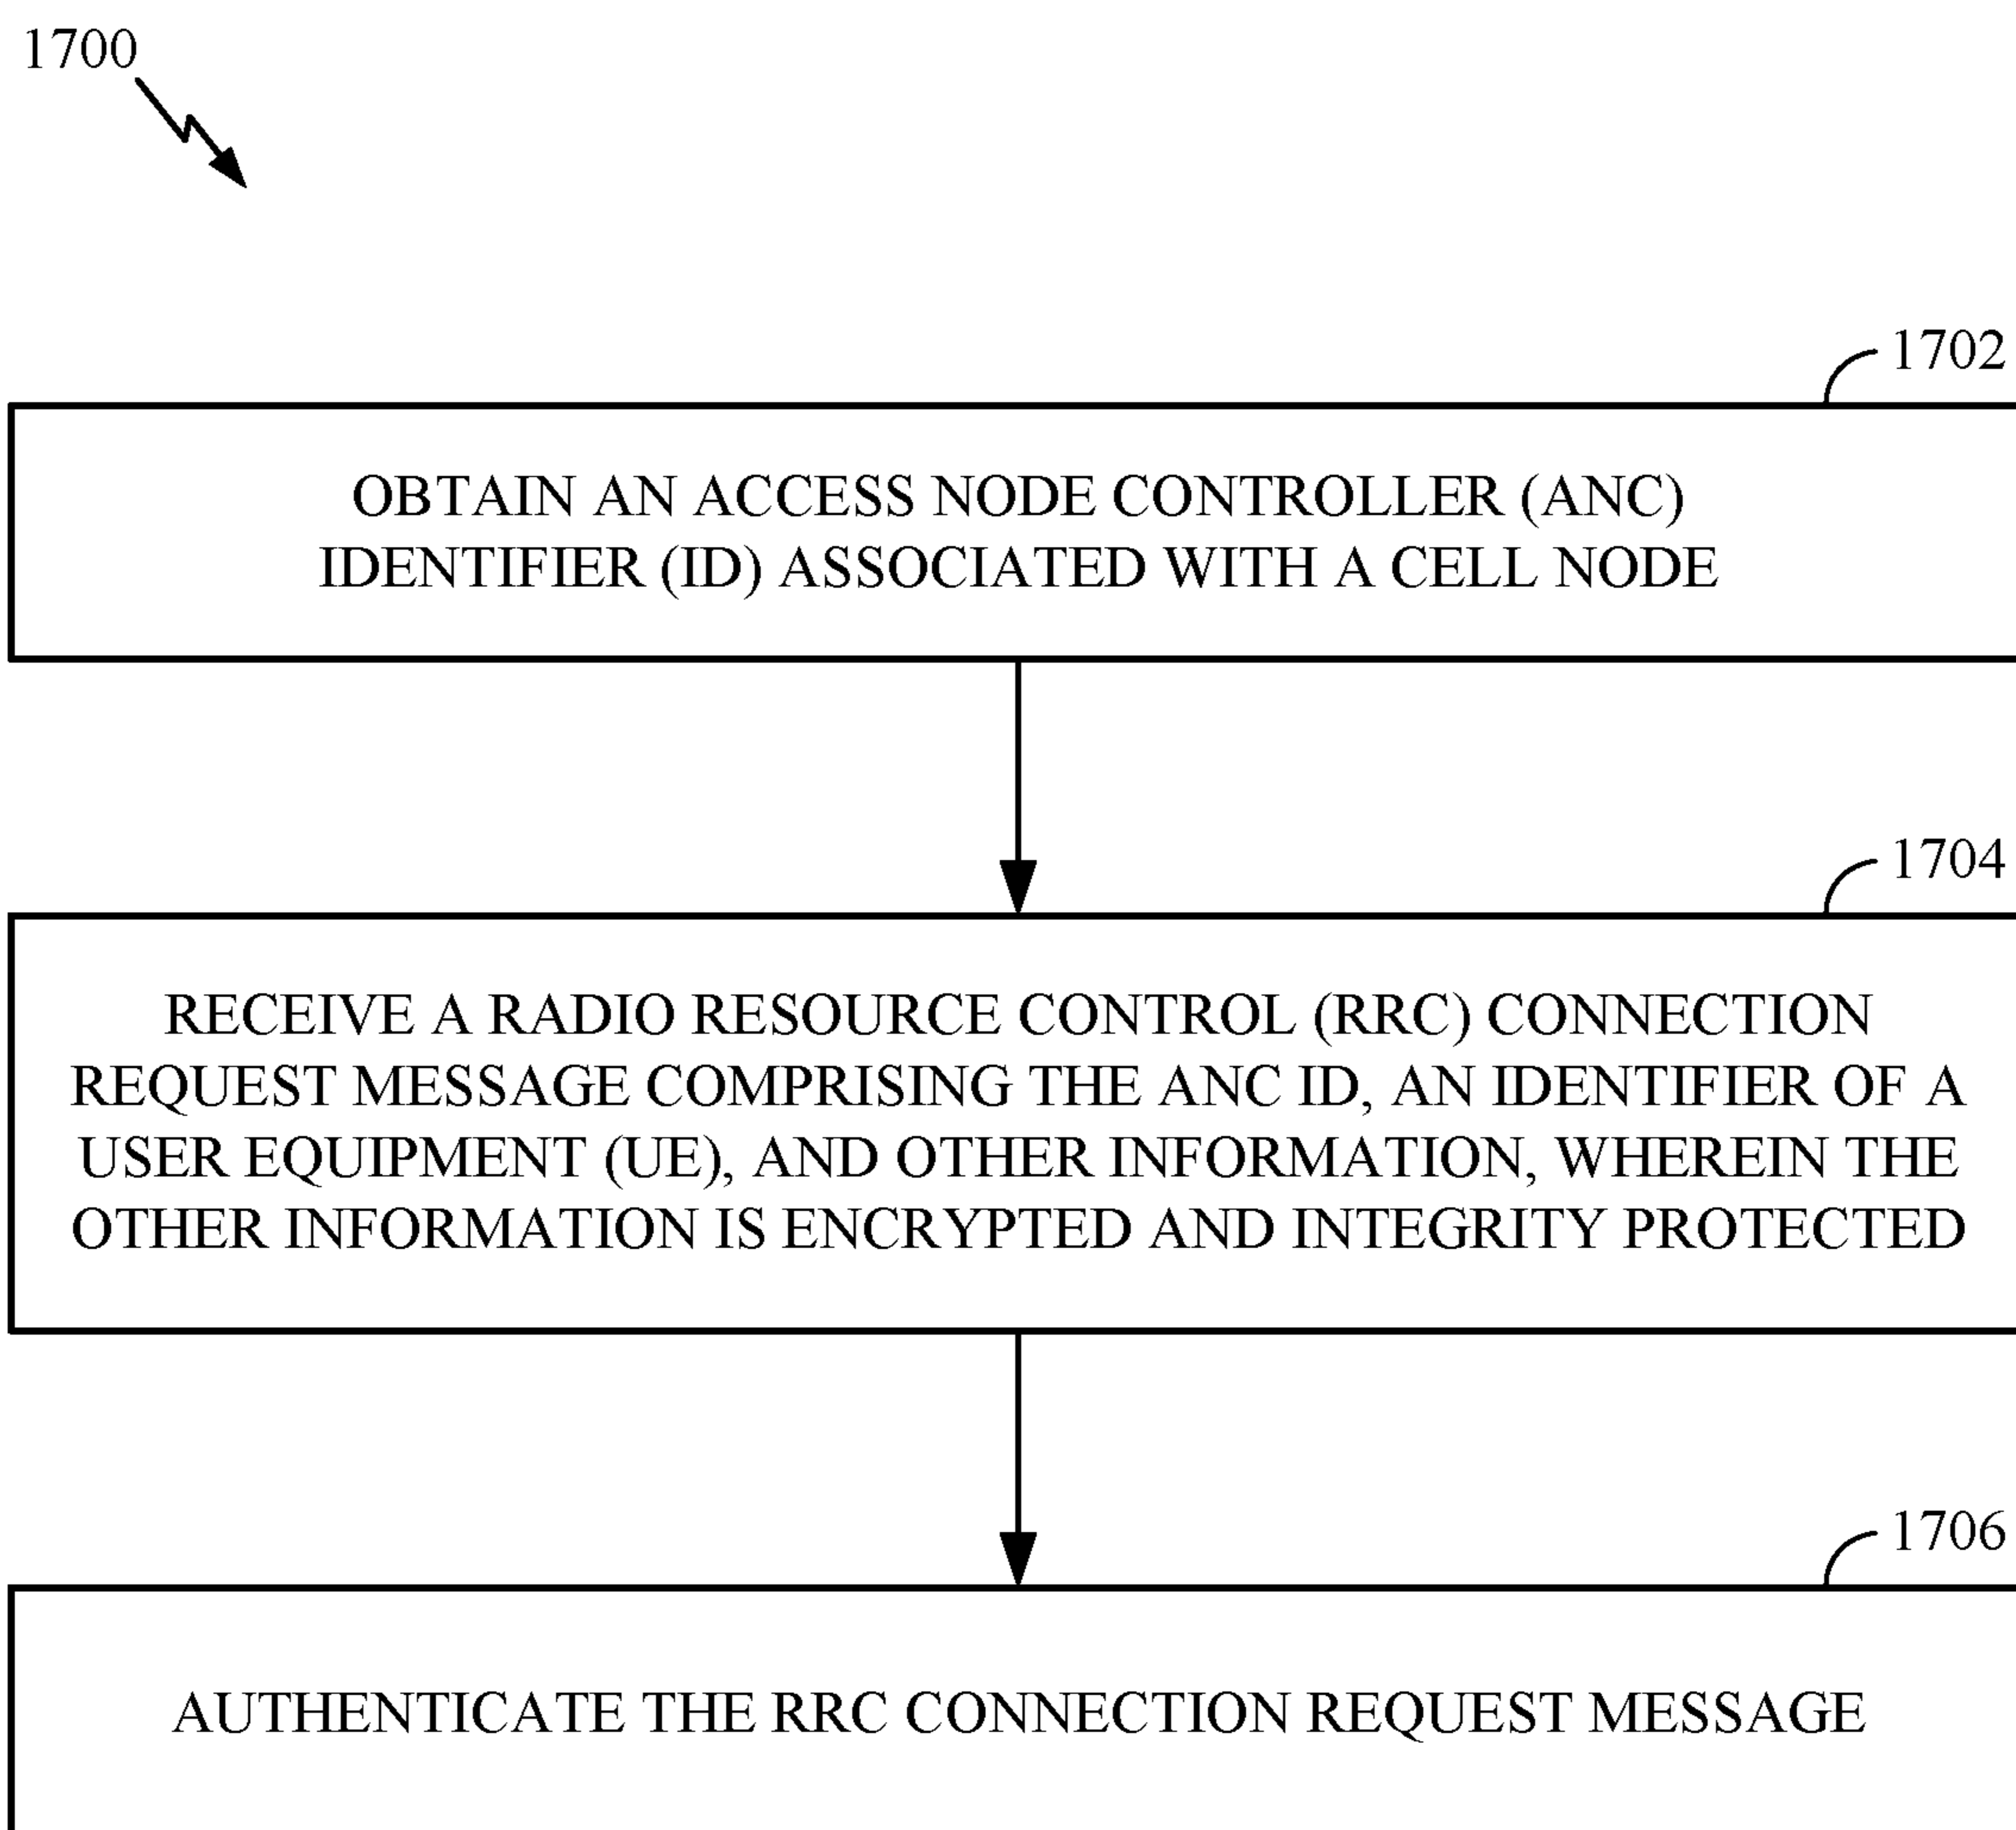 1700
1702
OBTAIN AN ACCESS NODE CONTROLLER (ANC)
IDENTIFIER (ID) ASSOCIATED WITH A CELL NODE
1704
RECEIVE A RADIO RESOURCE CONTROL (RRC) CONNECTION
REQUEST MESSAGE COMPRISING THE ANC ID, AN IDENTIFIER OF A
USER EQUIPMENT (UE), AND OTHER INFORMATION, WHEREIN THE
OTHER INFORMATION IS ENCRYPTED AND INTEGRITY PROTECTED
1706
AUTHENTICATE THE RRC CONNECTION REQUEST MESSAGE